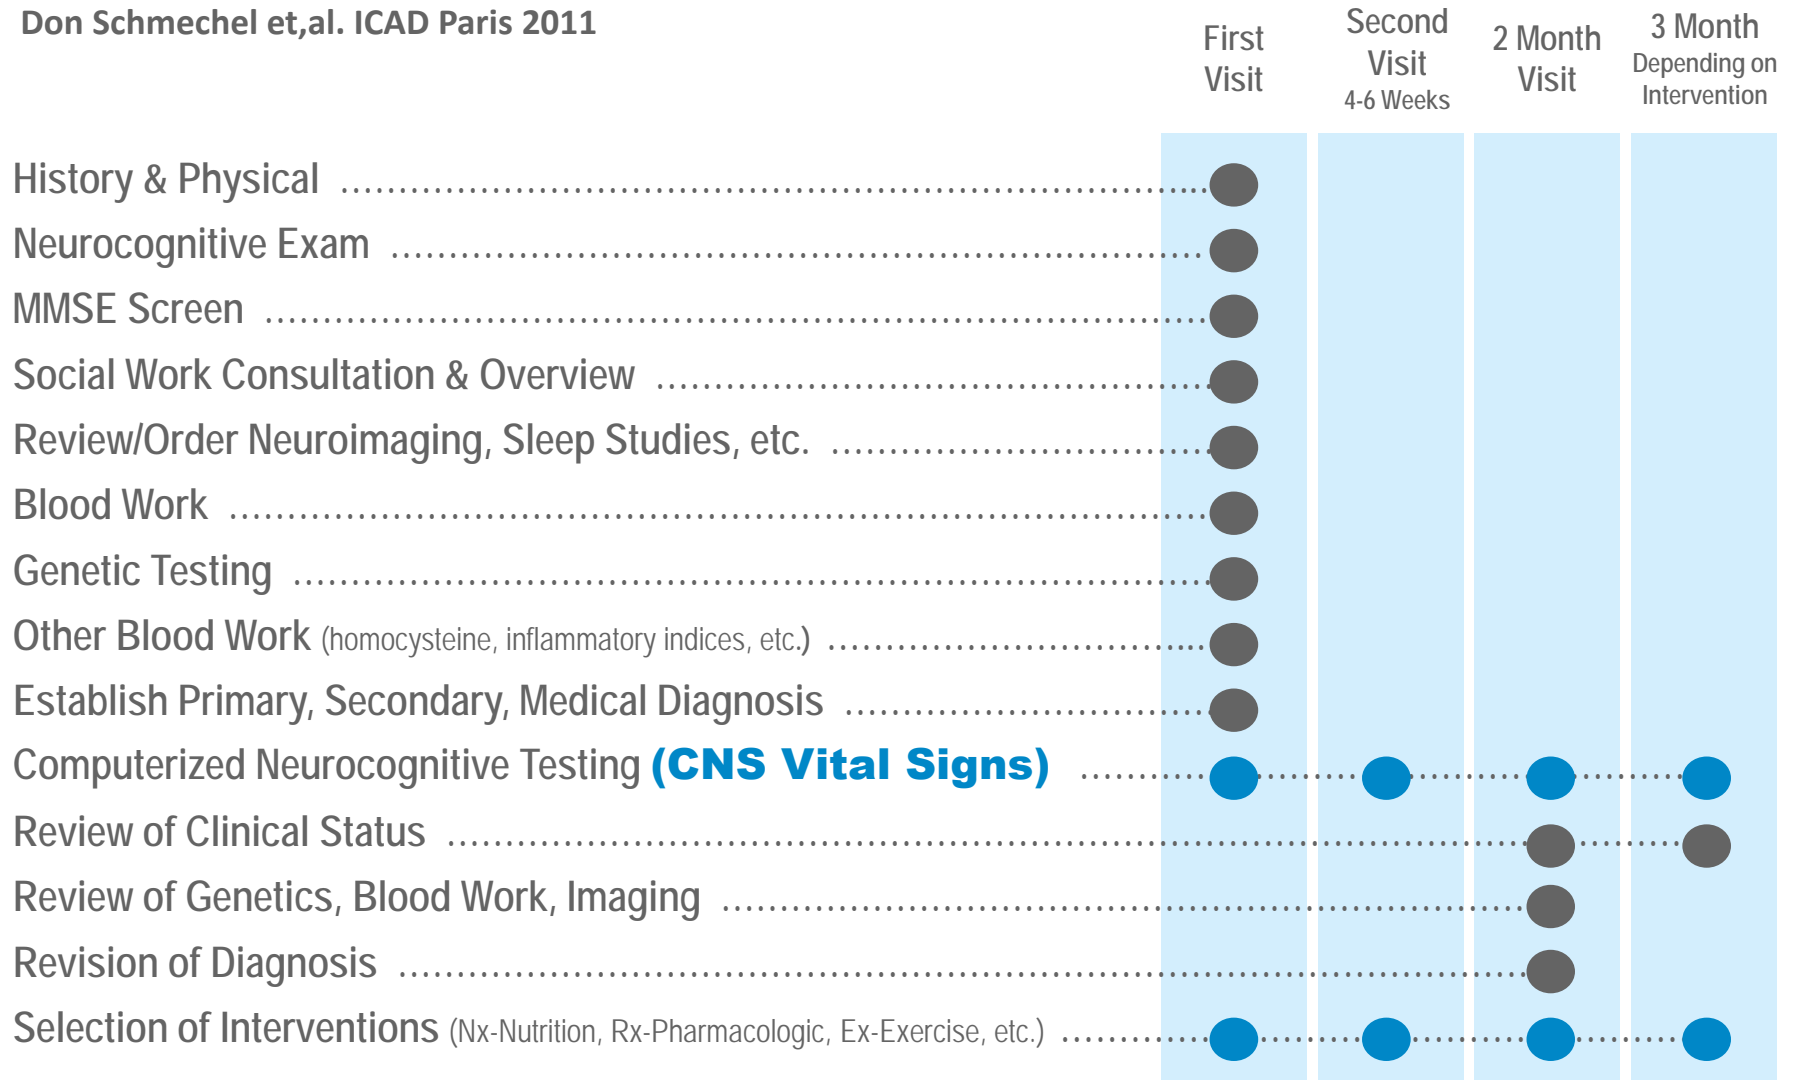 Don Schmechel et,al. ICAD Paris 2011
First
Visit
Second
Visit
4-6 Weeks
2 Month
Visit
3 Month
Depending on
Intervention
History & Physical
Neurocognitive Exam
MMSE Screen
Social Work Consultation & Overview
Review/Order Neuroimaging, Sleep Studies, etc.
Blood Work
Genetic Testing
Other Blood Work (homocysteine, inflammatory indices, etc.)
Establish Primary, Secondary, Medical Diagnosis
Computerized Neurocognitive Testing (CNS Vital Signs)
Review of Clinical Status
Review of Genetics, Blood Work, Imaging
Revision of Diagnosis
Selection of Interventions (Nx-Nutrition, Rx-Pharmacologic, Ex-Exercise, etc.)